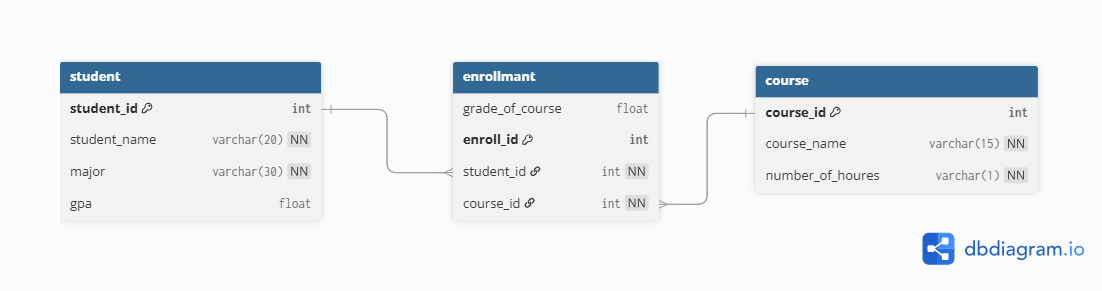 student
student_id int
student_name varchar(20) NN
major varchar(30) NN
gpa float
enrollmant
grade_of_course float
enroll_id int
student_id int NN
course_id int NN
course
course_id int
course_name varchar(15) NN
number_of_houres varchar(1) NN
dbdiagram.io